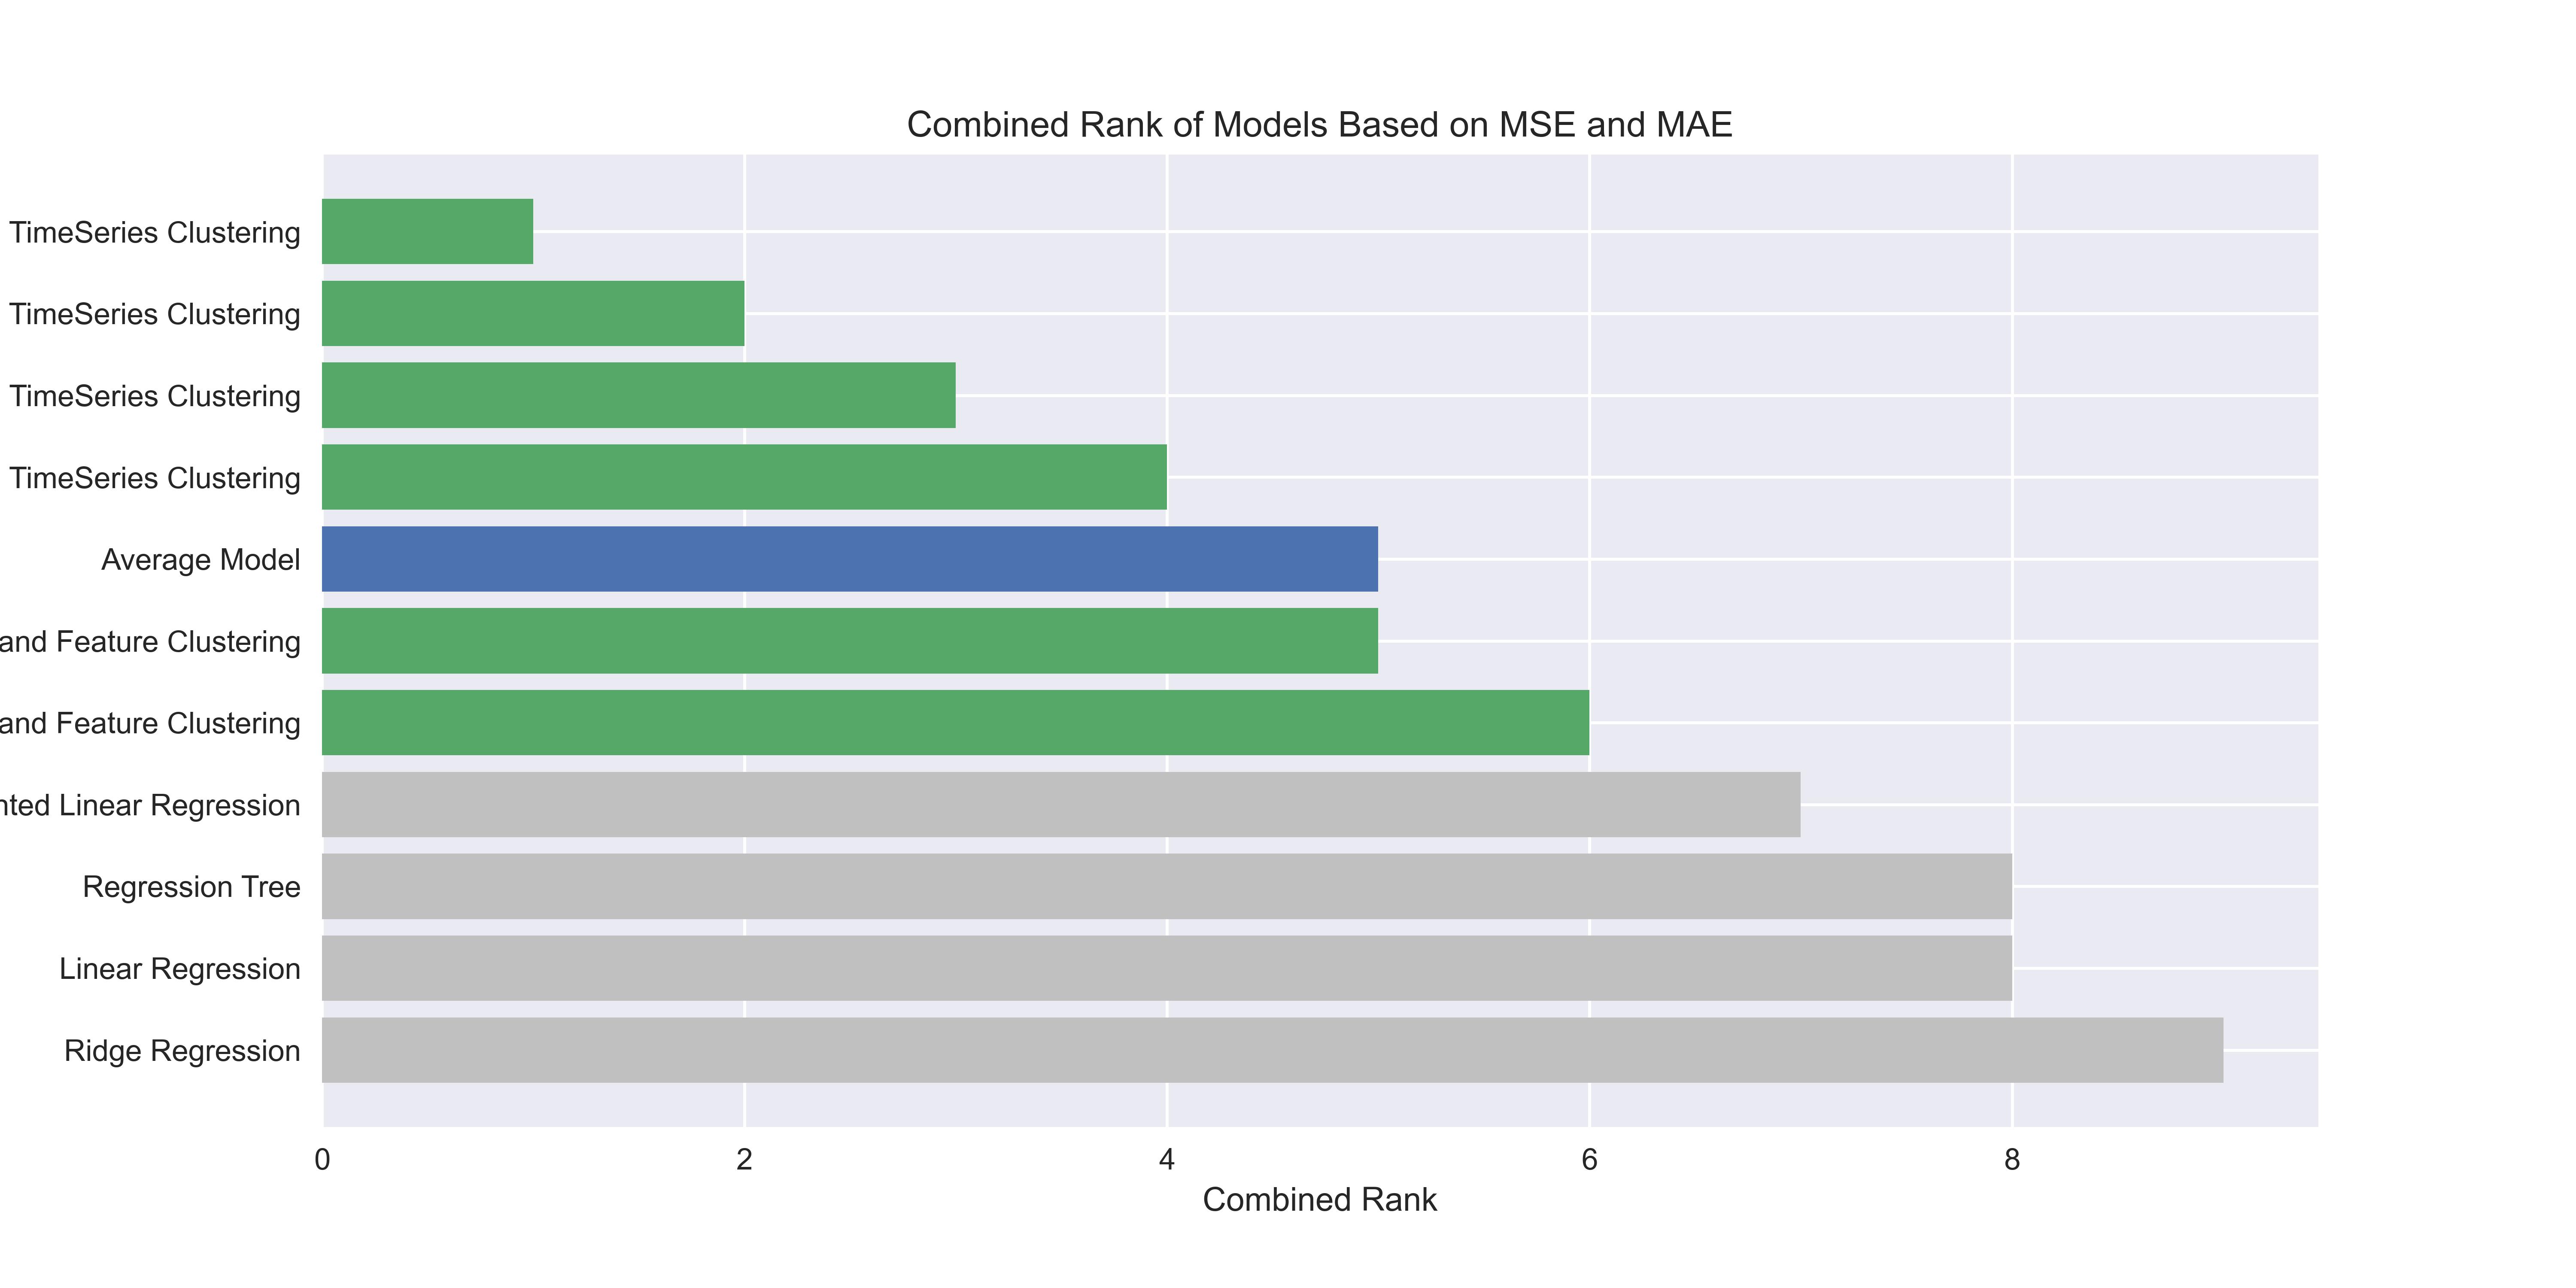 Combined Rank of Models Based on MSE and MAE
TimeSeries Clustering
TimeSeries Clustering
TimeSeries Clustering
TimeSeries Clustering
Average Model
and Feature Clustering
and Feature Clustering
Linear Regression
Regression Tree
Linear Regression
Ridge Regression
0 2 4 6 8
Combined Rank